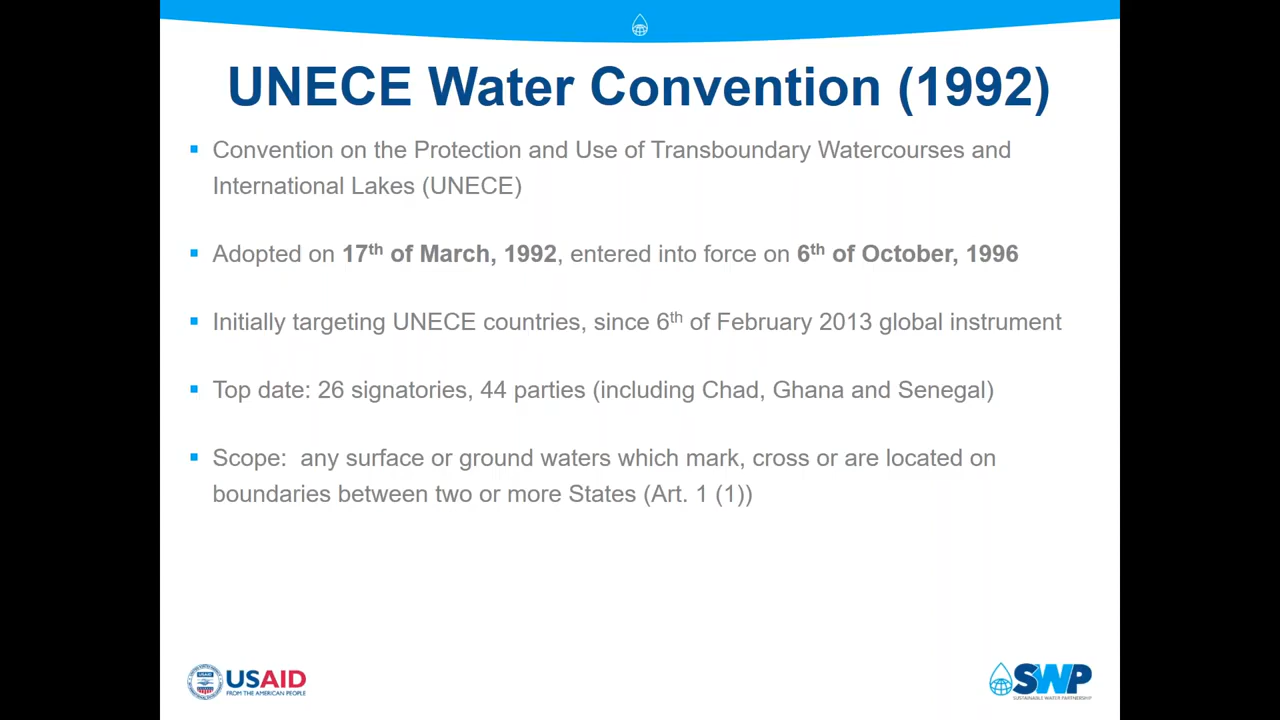 UNECE Water Convention (1992)
▪ Convention on the Protection and Use of Transboundary Watercourses and
International Lakes (UNECE)
▪ Adopted on 17th of March, 1992, entered into force on 6th of October, 1996
▪ Initially targeting UNECE countries, since 6th of February 2013 global instrument
▪ Top date: 26 signatories, 44 parties (including Chad, Ghana and Senegal)
▪ Scope:  any surface or ground waters which mark, cross or are located on
boundaries between two or more States (Art. 1 (1))
USAID
FROM THE AMERICAN PEOPLE
SWP
SUSTAINABLE WATER PARTNERSHIP